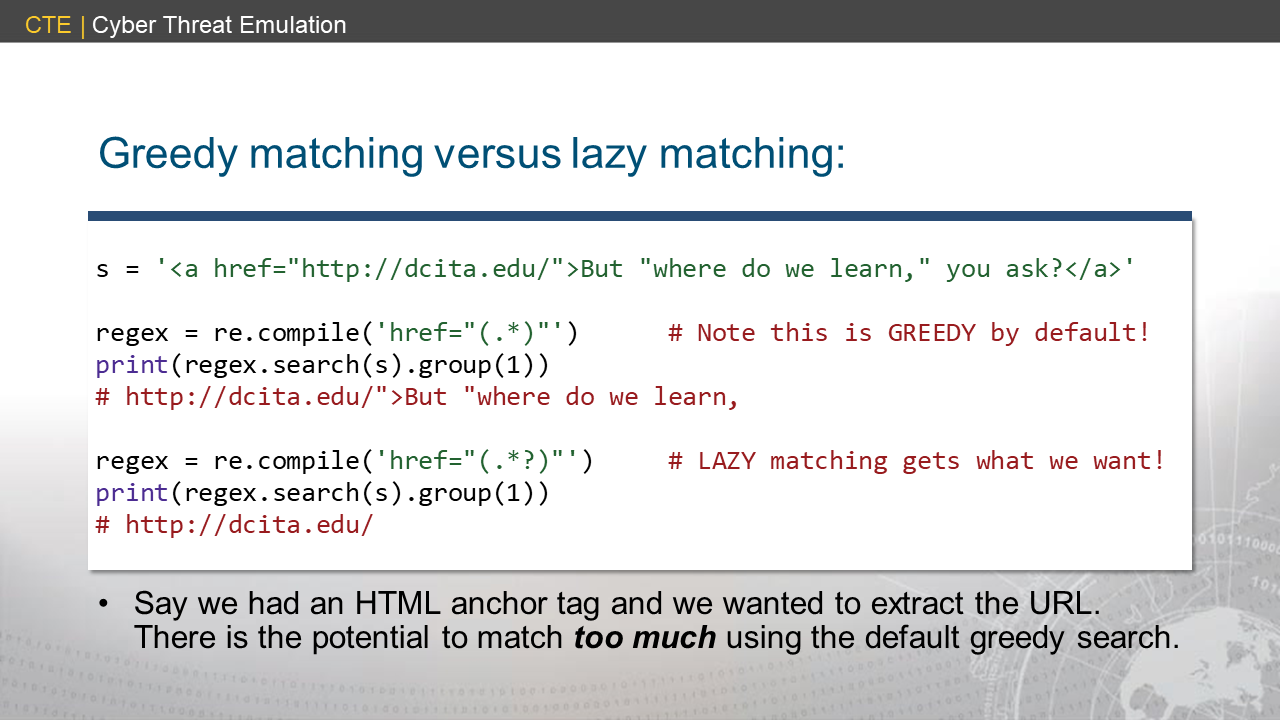 CTE | Cyber Threat Emulation
Greedy matching versus lazy matching:
s = '<a href="http://dcita.edu/">But "where do we learn," you ask?</a>'
regex = re.compile('href="(.*)"')      # Note this is GREEDY by default!
print(regex.search(s).group(1))
# http://dcita.edu/">But "where do we learn,
regex = re.compile('href="(.*?)"')     # LAZY matching gets what we want!
print(regex.search(s).group(1))
# http://dcita.edu/
• Say we had an HTML anchor tag and we wanted to extract the URL.
There is the potential to match too much using the default greedy search.